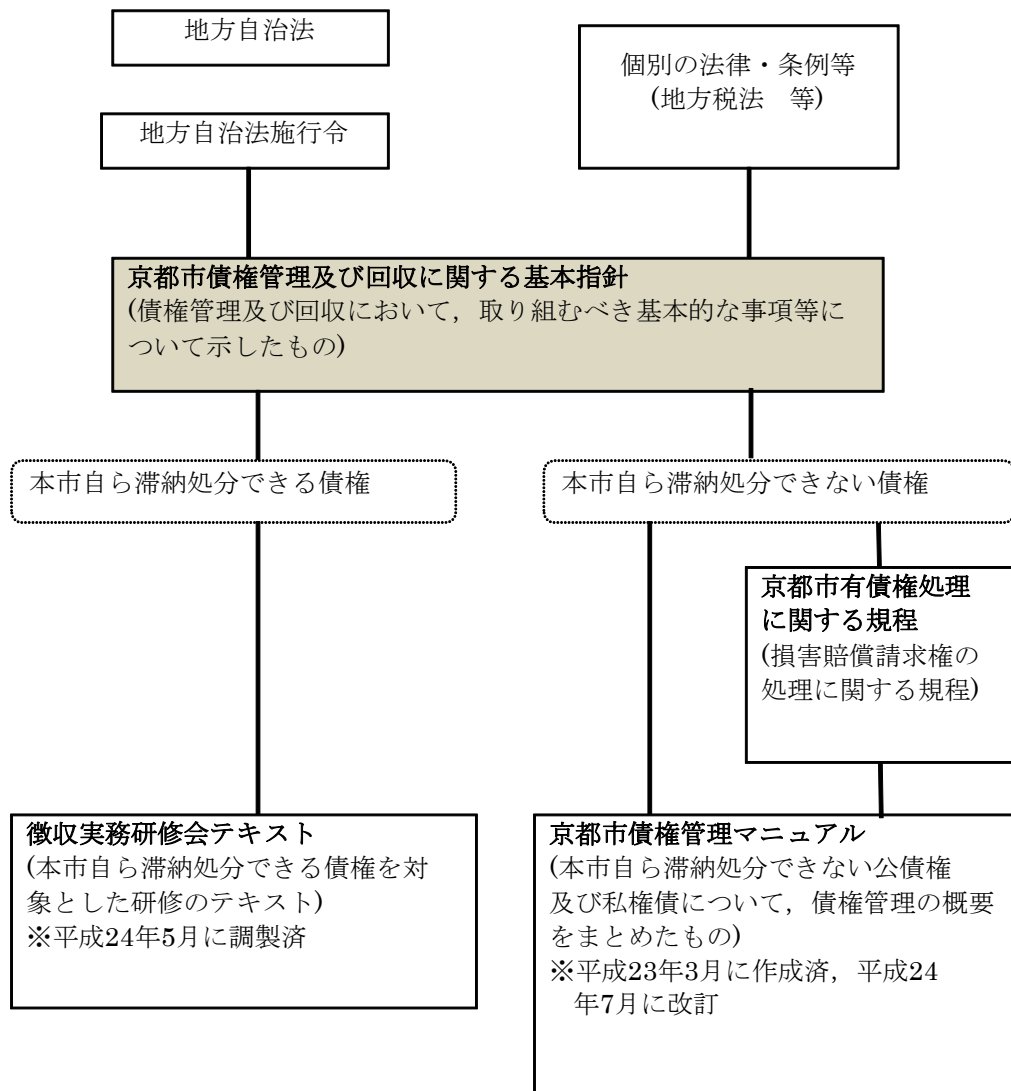 地方自治法
個別の法律・条例等
(地方税法　等)
地方自治法施行令
京都市債権管理及び回収に関する基本指針
(債権管理及び回収において，取り組むべき基本的な事項等に
ついて示したもの)
本市自ら滞納処分できる債権
本市自ら滞納処分できない債権
京都市有債権処理
に関する規程
(損害賠償請求権の
処理に関する規程)
徴収実務研修会テキスト
(本市自ら滞納処分できる債権を対
象とした研修のテキスト)
※平成24年5月に調製済
京都市債権管理マニュアル
(本市自ら滞納処分できない公債権
及び私権債について，債権管理の概要
をまとめたもの)
※平成23年3月に作成済，平成24
年7月に改訂